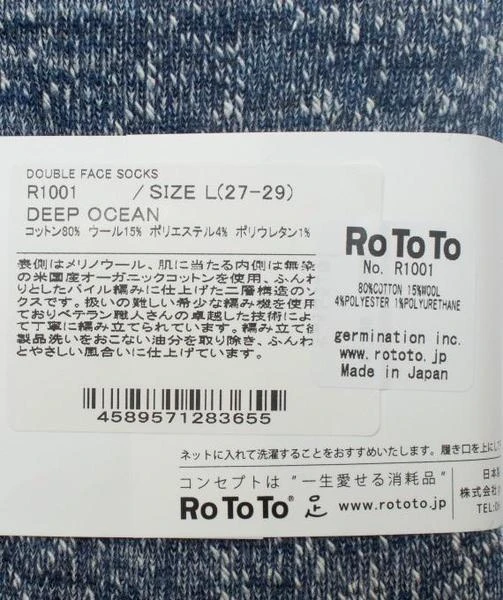 DOUBLE FACE SOCKS
R1001 / SIZE L(27-29)
DEEP OCEAN
コットン80% ウール15% ポリエステル4% ポリウレタン1%
表側はメリノウール、肌に当たる内側は無染
の米国産オーガニックコットンを使用、ふんわ
りとしたパイル編みに仕上げた二層構造の
クスです。扱いの難しい希少な編み機を使用
ておりベテラン職人さんの卓越した技術によ
て丁寧に編み立てられています。編み立て後
製品洗いをおこない油分を取り除き、ふんわ
とやさしい風合いに仕上げています。
4589571283655
RoToTo
No. R1001
80%COTTON 15%WOOL
4%POLYESTER 1%POLYURETHANE
germination inc.
www.rototo.jp
Made in Japan
ネットに入れて洗濯することをおすすめいたします。履き口を上にして
コンセプトは "一生愛せる消耗品"
RoToTo® www.rototo.jp
日本
株式会社
TEL: